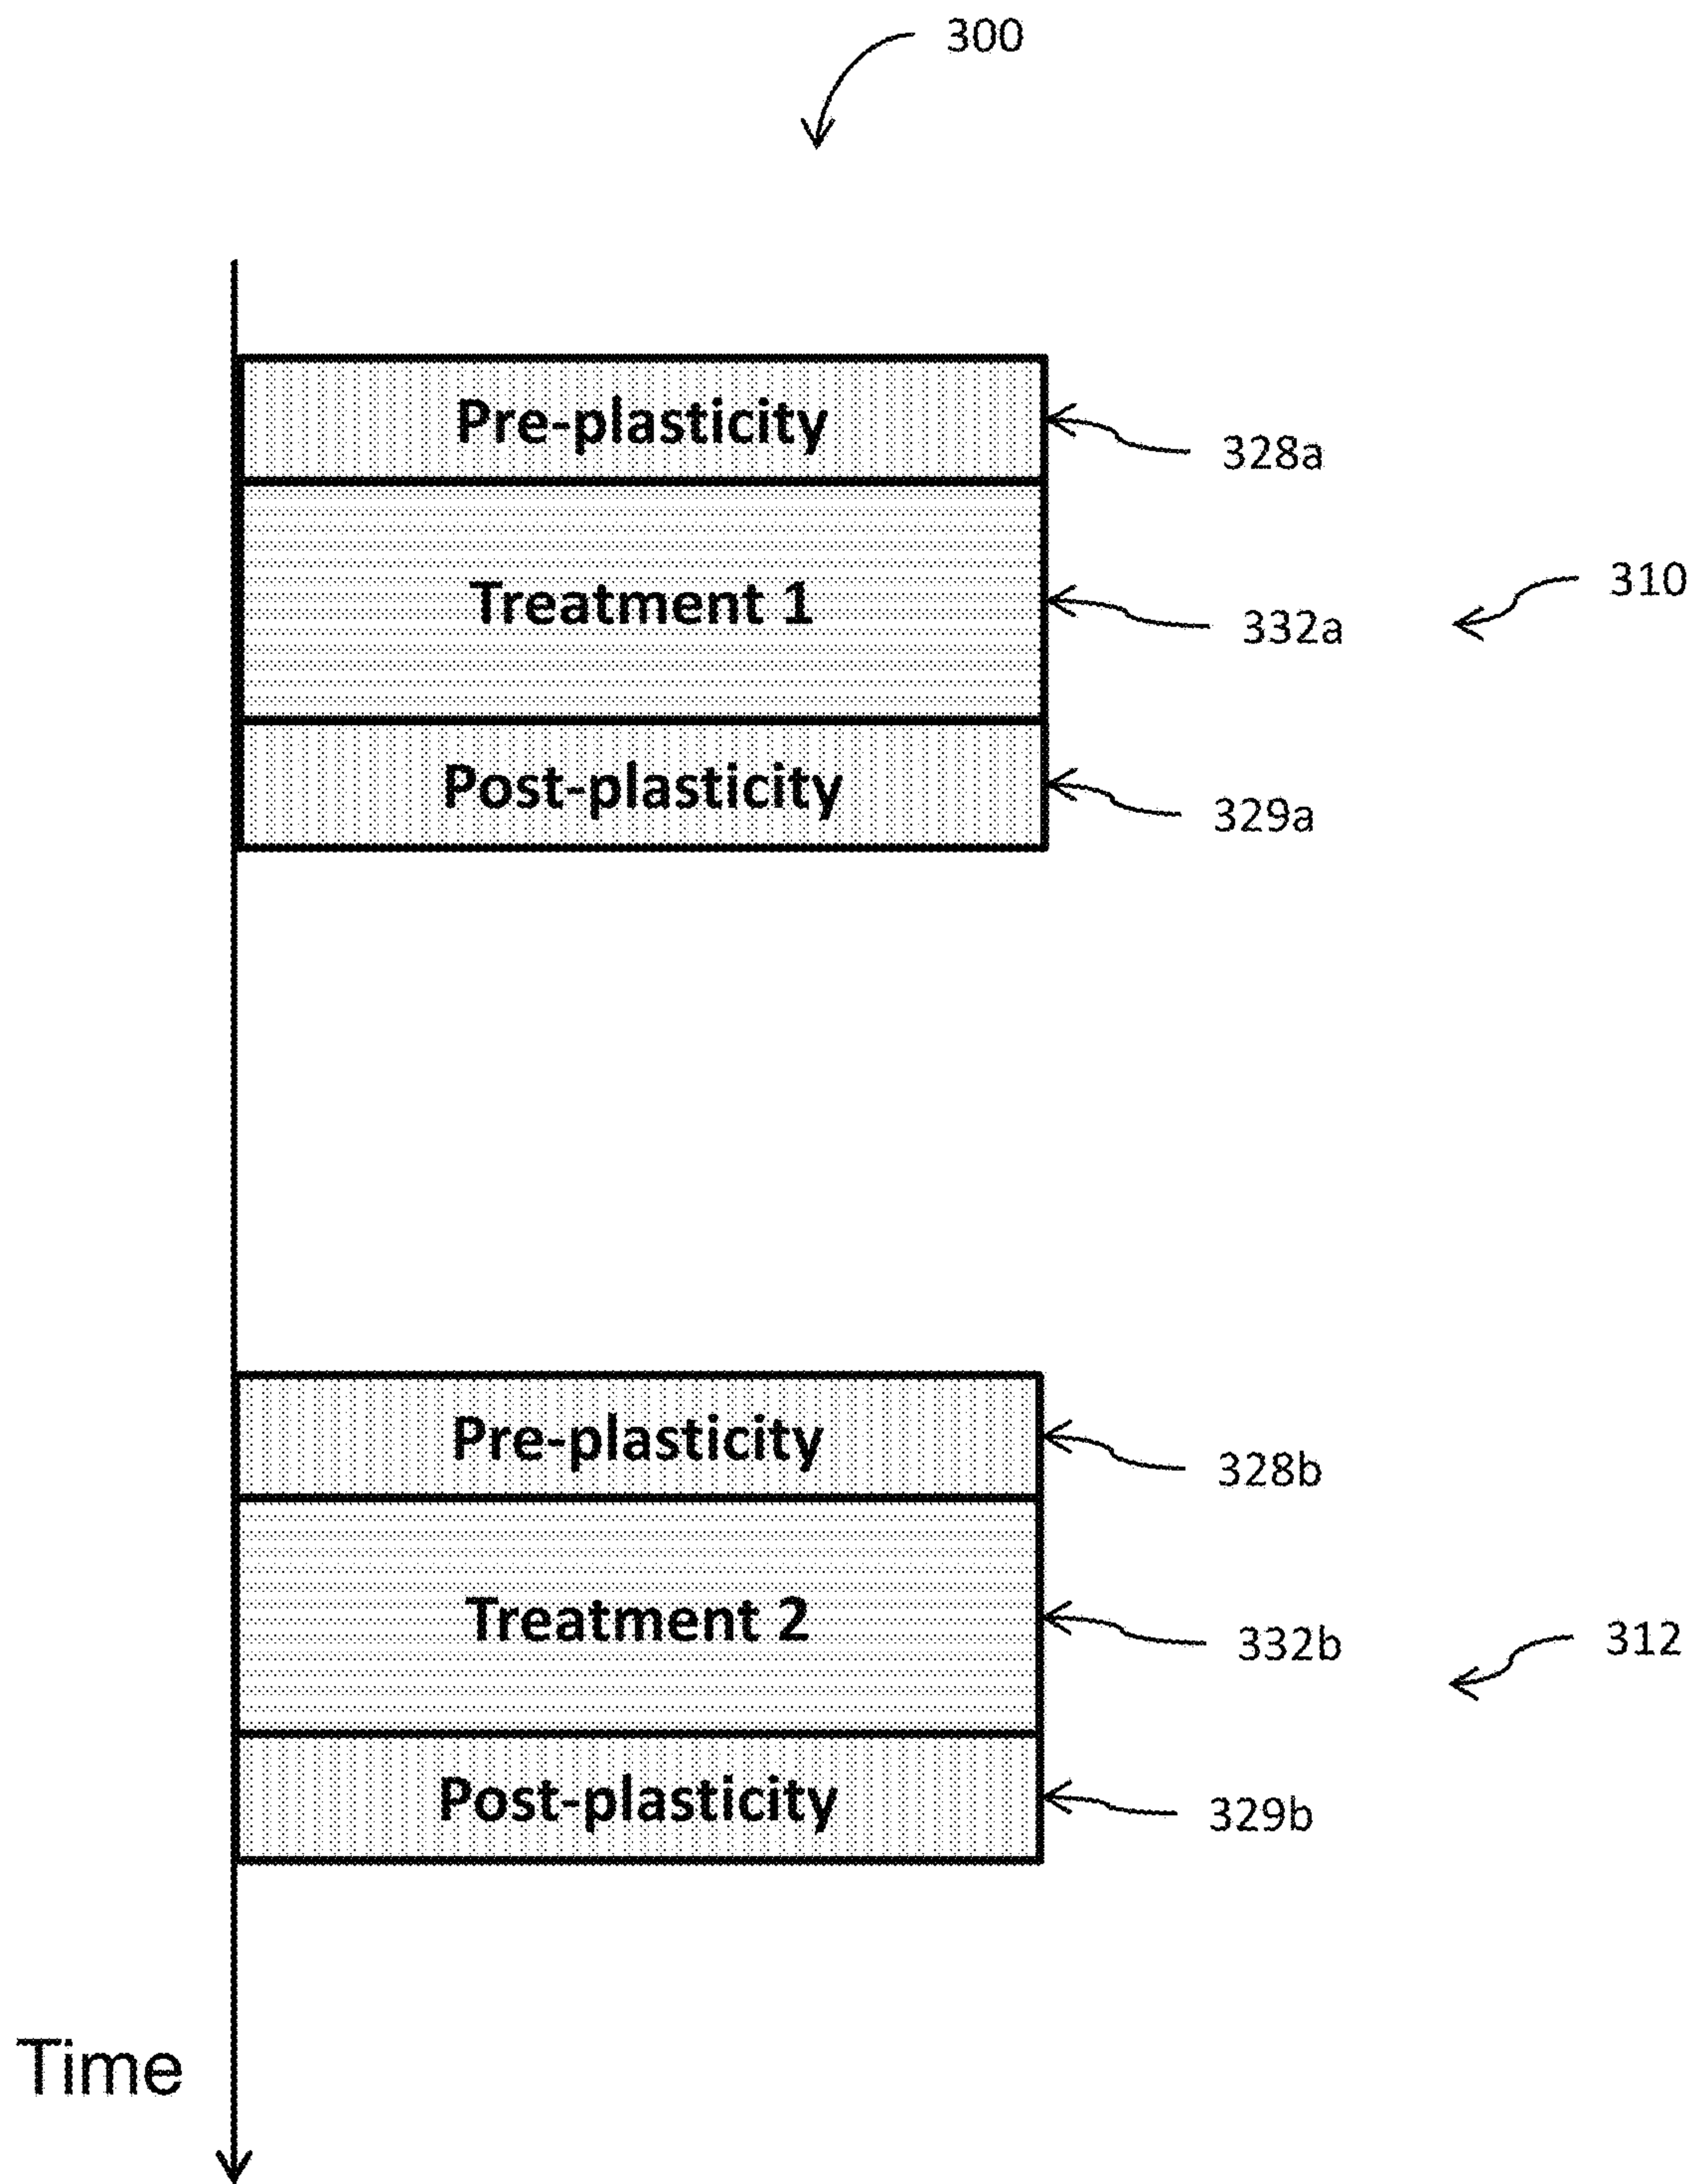 300
Pre-plasticity
328a
Treatment 1
332a
310
Post-plasticity
329a
Pre-plasticity
328b
Treatment 2
332b
312
Post-plasticity
329b
Time